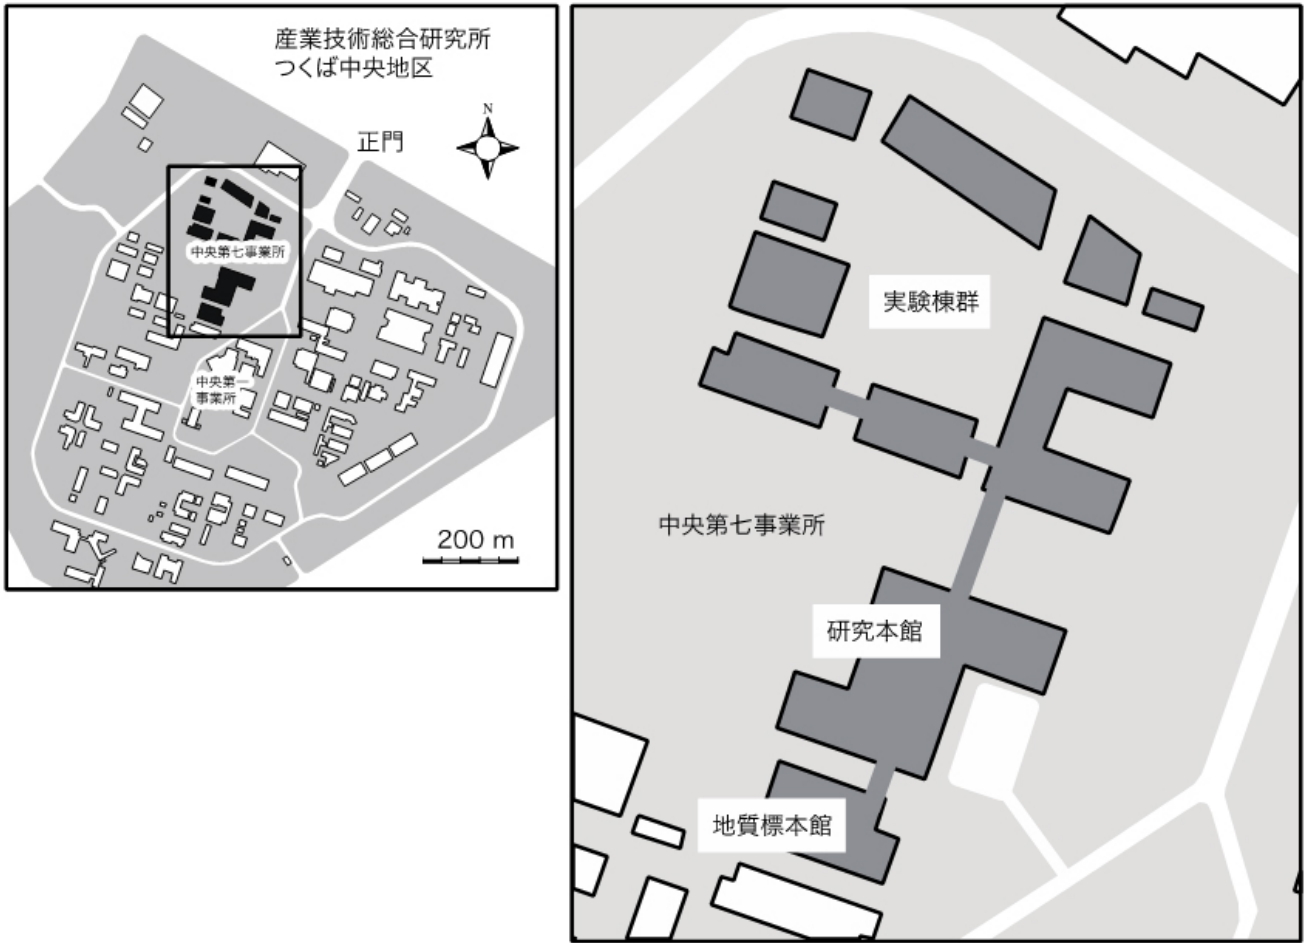 産業技術総合研究所
つくば中央地区
正門
N
中央第七事業所
中央第一
事業所
200 m
実験棟群
中央第七事業所
研究本館
地質標本館